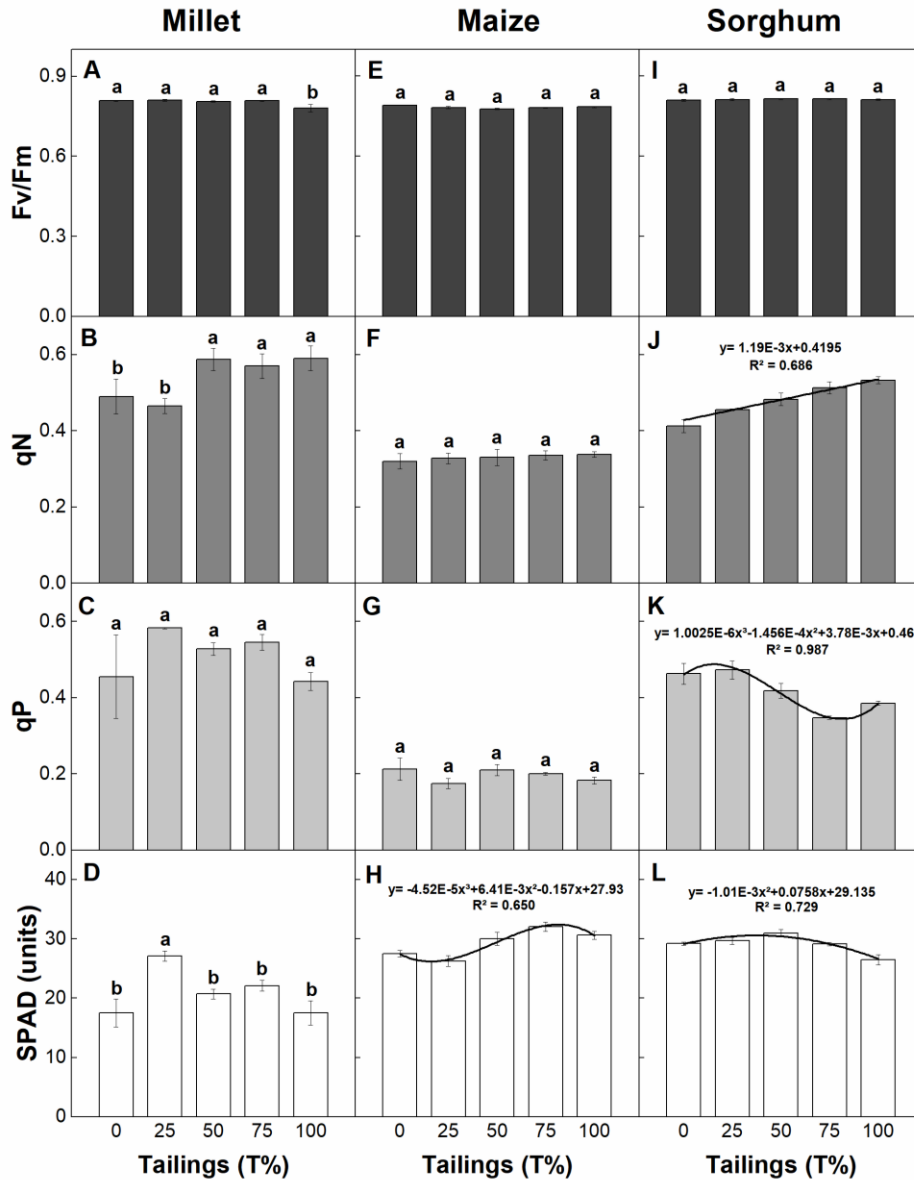 Millet Maize Sorghum
A E I
a a a a b a a a a a a a a a a
Fv/Fm
0.9
0.6
0.3
0.0
B F J
y= 1.19E-3x+0.4195
R² = 0.686
b b a a a a a a a a
qN
0.6
0.4
0.2
0.0
C G K
y= 1.0025E-6x³-1.456E-4x²+3.78E-3x+0.46
R² = 0.987
a a a a a a a a a a
qP
0.6
0.4
0.2
0.0
D H L
y= -4.52E-5x³+6.41E-3x²-0.157x+27.93
R² = 0.650
y= -1.01E-3x²+0.0758x+29.135
R² = 0.729
b a b b b
SPAD (units)
40
30
20
10
0
0 25 50 75 100 0 25 50 75 100 0 25 50 75 100
Tailings (T%) Tailings (T%) Tailings (T%)